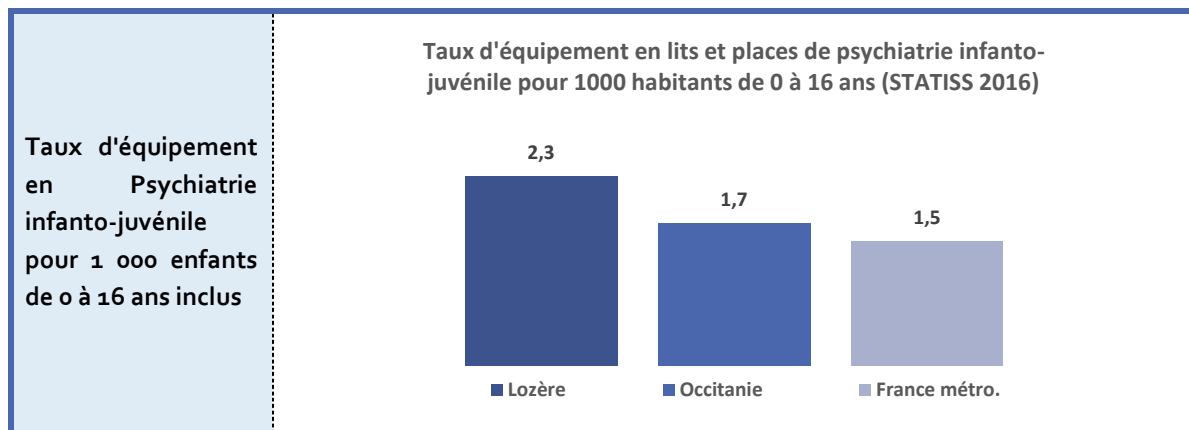 Taux d'équipement
en Psychiatrie
infanto-juvénile
pour 1 000 enfants
de 0 à 16 ans inclus
Taux d'équipement en lits et places de psychiatrie infanto-
juvénile pour 1000 habitants de 0 à 16 ans (STATISS 2016)
2,3
1,7
1,5
Lozère
Occitanie
France métro.